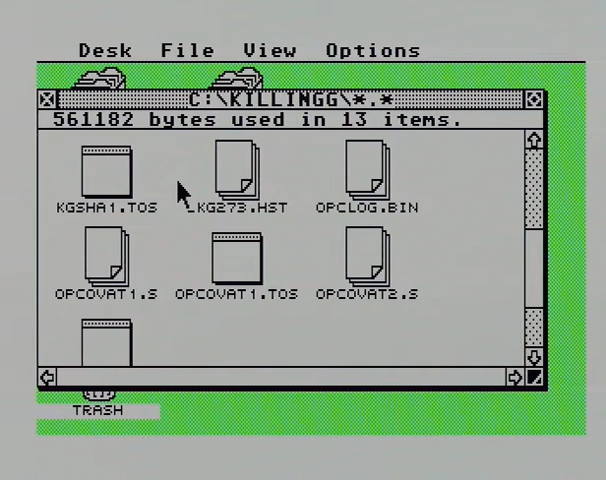 Desk File View Options
C:\KILLINGG\*.*
561182 bytes used in 13 items.
KGSHA1.TOS LKG273.HST OPCLOG.BIN
OPCOVAT1.S OPCOVAT1.TOS OPCOVAT2.S
TRASH